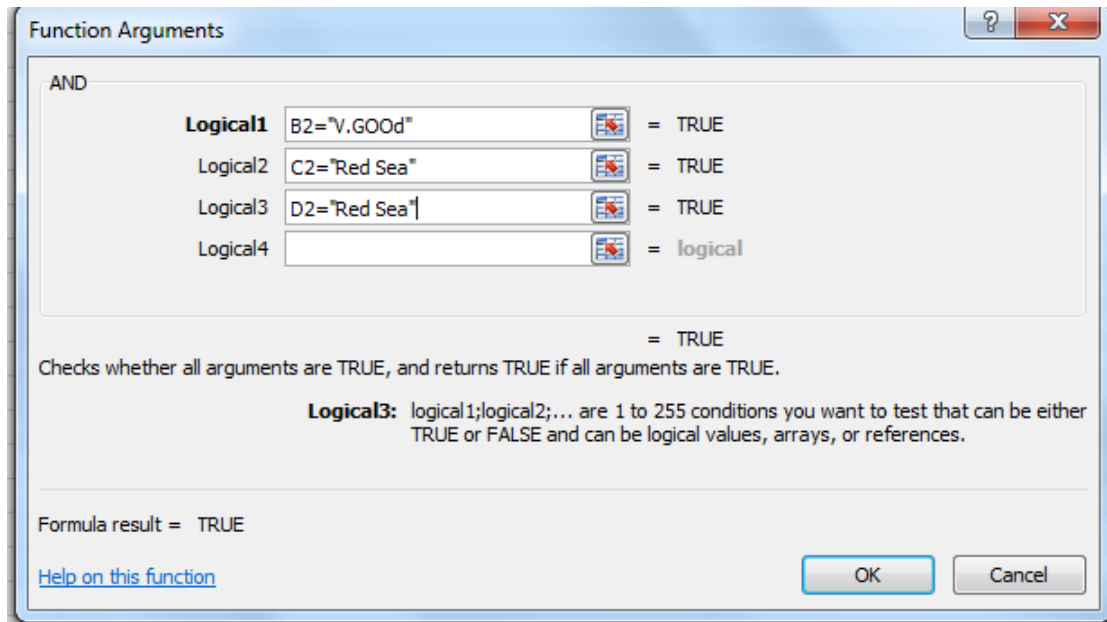 Function Arguments
AND
Logical1 B2="V.GOOd" = TRUE
Logical2 C2="Red Sea" = TRUE
Logical3 D2="Red Sea" = TRUE
Logical4 = logical
= TRUE
Checks whether all arguments are TRUE, and returns TRUE if all arguments are TRUE.
Logical3: logical1;logical2;... are 1 to 255 conditions you want to test that can be either
TRUE or FALSE and can be logical values, arrays, or references.
Formula result = TRUE
Help on this function OK Cancel